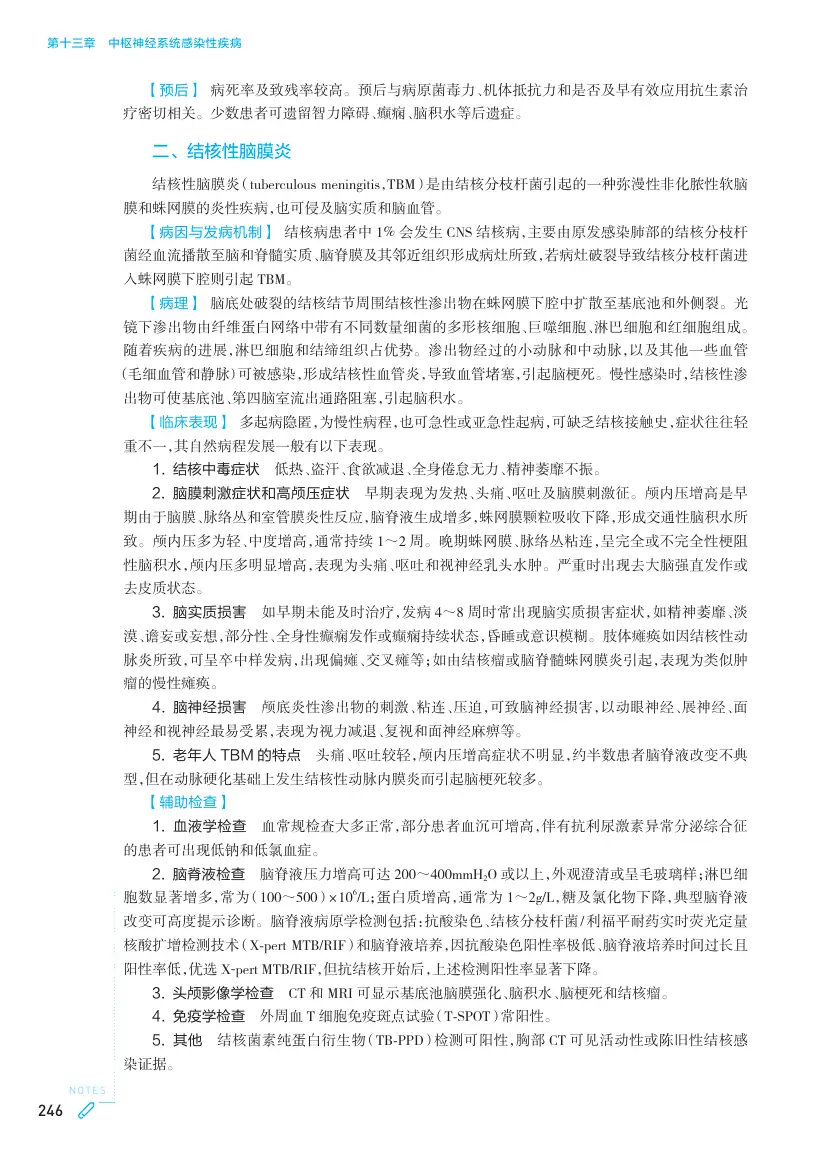 第十三章 中枢神经系统感染性疾病
【预后】 病死率及致残率较高。预后与病原菌毒力、机体抵抗力和是否及早有效应用抗生素治
疗密切相关。少数患者可遗留智力障碍、癫痫、脑积水等后遗症。
二、结核性脑膜炎
结核性脑膜炎(tuberculous meningitis,TBM)是由结核分枝杆菌引起的一种弥漫性非化脓性软脑
膜和蛛网膜的炎性疾病,也可侵及脑实质和脑血管。
【病因与发病机制】 结核病患者中 1% 会发生 CNS 结核病,主要由原发感染肺部的结核分枝杆
菌经血流播散至脑和脊髓实质、脑脊膜及其邻近组织形成病灶所致,若病灶破裂导致结核分枝杆菌进
入蛛网膜下腔则引起 TBM。
【病理】 脑底处破裂的结核结节周围结核性渗出物在蛛网膜下腔中扩散至基底池和外侧裂。光
镜下渗出物由纤维蛋白网络中带有不同数量细菌的多形核细胞、巨噬细胞、淋巴细胞和红细胞组成。
随着疾病的进展,淋巴细胞和结缔组织占优势。渗出物经过的小动脉和中动脉,以及其他一些血管
(毛细血管和静脉)可被感染,形成结核性血管炎,导致血管堵塞,引起脑梗死。慢性感染时,结核性渗
出物可使基底池、第四脑室流出通路阻塞,引起脑积水。
【临床表现】 多起病隐匿,为慢性病程,也可急性或亚急性起病,可缺乏结核接触史,症状往往轻
重不一,其自然病程发展一般有以下表现。
1. 结核中毒症状 低热、盗汗、食欲减退、全身倦怠无力、精神萎靡不振。
2. 脑膜刺激症状和高颅压症状 早期表现为发热、头痛、呕吐及脑膜刺激征。颅内压增高是早
期由于脑膜、脉络丛和室管膜炎性反应,脑脊液生成增多,蛛网膜颗粒吸收下降,形成交通性脑积水所
致。颅内压多为轻、中度增高,通常持续 1～2 周。晚期蛛网膜、脉络丛粘连,呈完全或不完全性梗阻
性脑积水,颅内压多明显增高,表现为头痛、呕吐和视神经乳头水肿。严重时出现去大脑强直发作或
去皮质状态。
3. 脑实质损害 如早期未能及时治疗,发病 4～8 周时常出现脑实质损害症状,如精神萎靡、淡
漠、谵妄或妄想,部分性、全身性癫痫发作或癫痫持续状态,昏睡或意识模糊。肢体瘫痪如因结核性动
脉炎所致,可呈卒中样发病,出现偏瘫、交叉瘫等;如由结核瘤或脑脊髓蛛网膜炎引起,表现为类似肿
瘤的慢性瘫痪。
4. 脑神经损害 颅底炎性渗出物的刺激、粘连、压迫,可致脑神经损害,以动眼神经、展神经、面
神经和视神经最易受累,表现为视力减退、复视和面神经麻痹等。
5. 老年人 TBM 的特点 头痛、呕吐较轻,颅内压增高症状不明显,约半数患者脑脊液改变不典
型,但在动脉硬化基础上发生结核性动脉内膜炎而引起脑梗死较多。
【辅助检查】
1. 血液学检查 血常规检查大多正常,部分患者血沉可增高,伴有抗利尿激素异常分泌综合征
的患者可出现低钠和低氯血症。
2. 脑脊液检查 脑脊液压力增高可达 200～400mmH₂O 或以上,外观澄清或呈毛玻璃样;淋巴细
胞数显著增多,常为(100～500)×10⁶/L;蛋白质增高,通常为 1～2g/L,糖及氯化物下降,典型脑脊液
改变可高度提示诊断。脑脊液病原学检测包括:抗酸染色、结核分枝杆菌/利福平耐药实时荧光定量
核酸扩增检测技术(X-pert MTB/RIF)和脑脊液培养,因抗酸染色阳性率极低、脑脊液培养时间过长且
阳性率低,优选 X-pert MTB/RIF,但抗结核开始后,上述检测阳性率显著下降。
3. 头颅影像学检查 CT 和 MRI 可显示基底池脑膜强化、脑积水、脑梗死和结核瘤。
4. 免疫学检查 外周血 T 细胞免疫斑点试验(T-SPOT)常阳性。
5. 其他 结核菌素纯蛋白衍生物(TB-PPD)检测可阳性,胸部 CT 可见活动性或陈旧性结核感
染证据。
NOTES
246